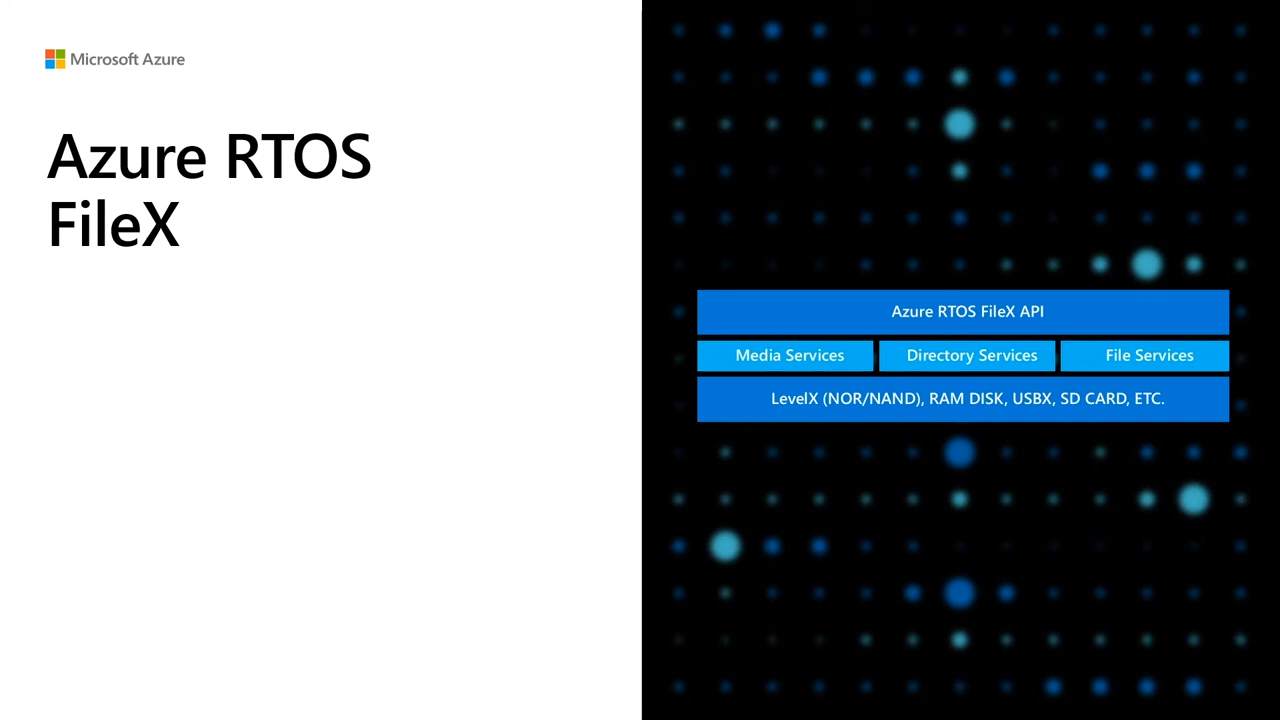 Microsoft Azure
Azure RTOS
FileX
Azure RTOS FileX API
Media Services
Directory Services
File Services
LevelX (NOR/NAND), RAM DISK, USBX, SD CARD, ETC.